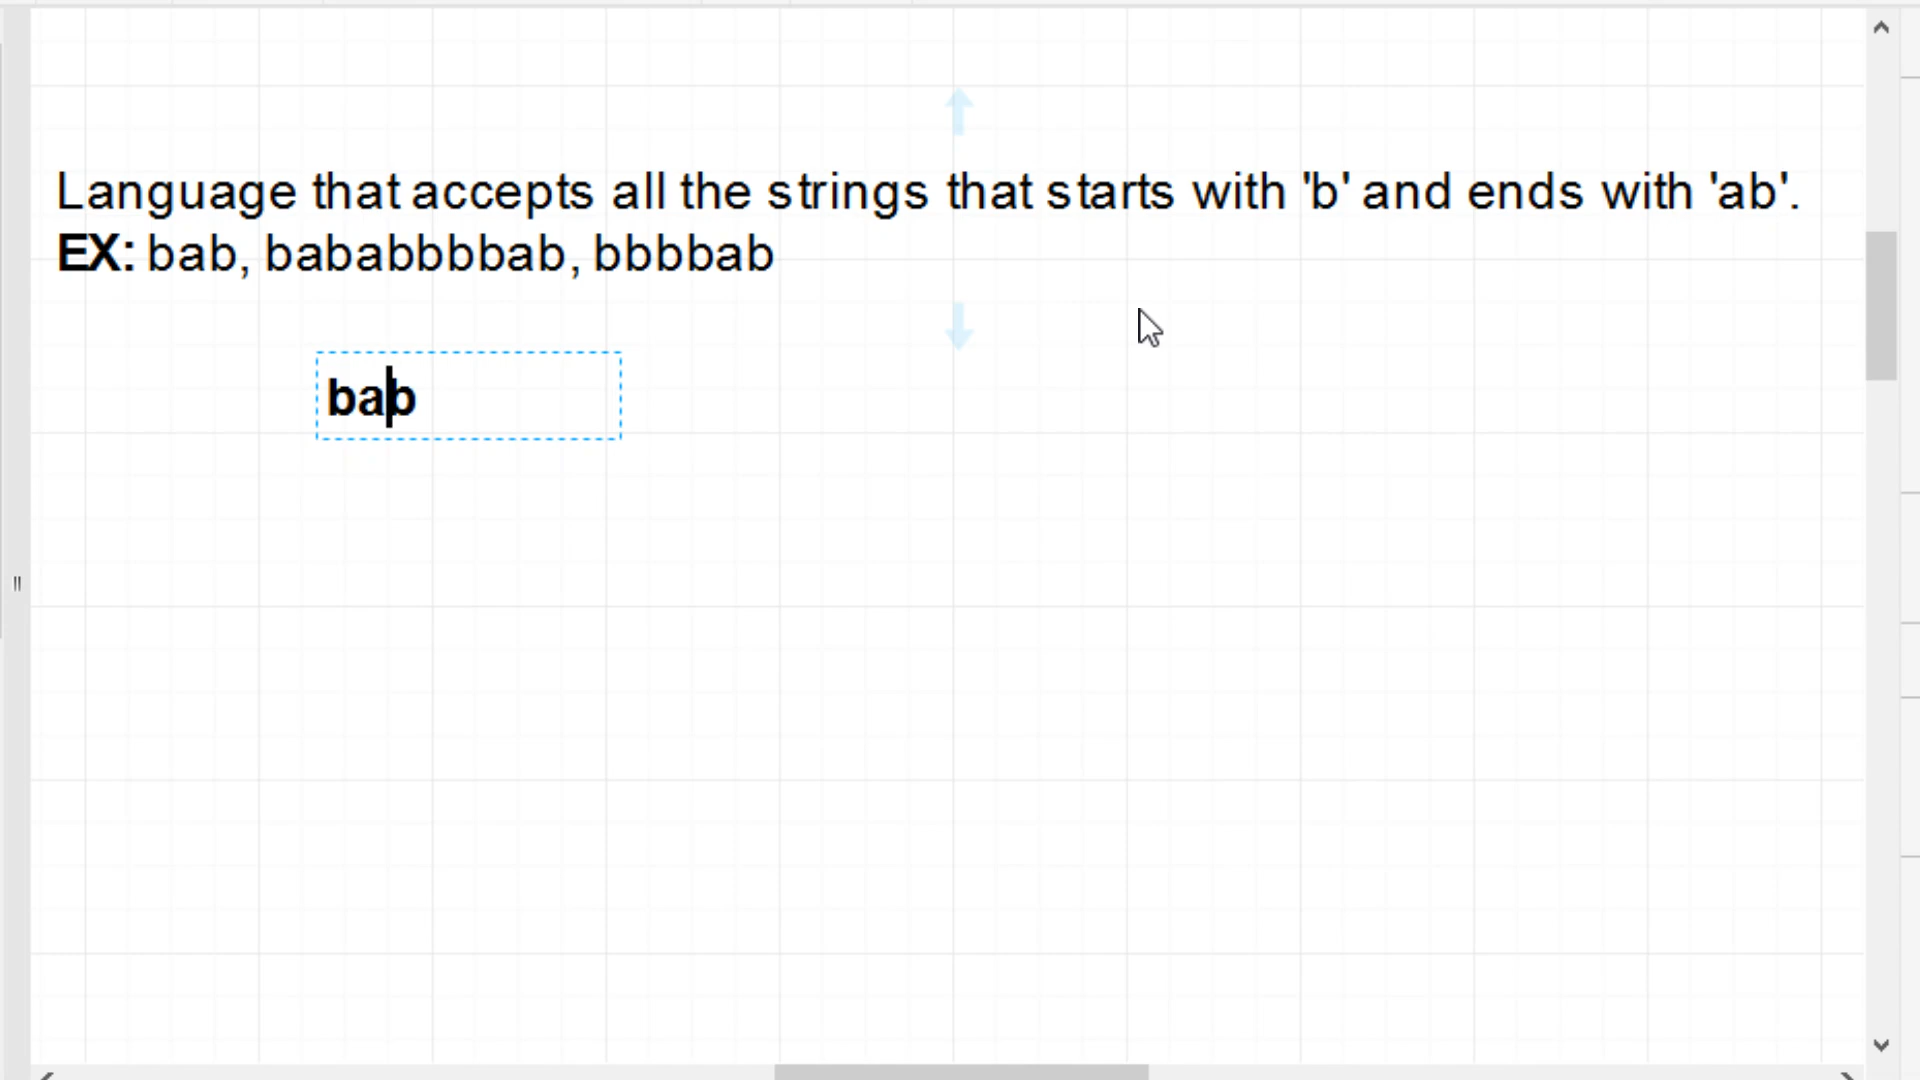 Language that accepts all the strings that starts with 'b' and ends with 'ab'.
EX: bab, bababbbbab, bbbbab
bab